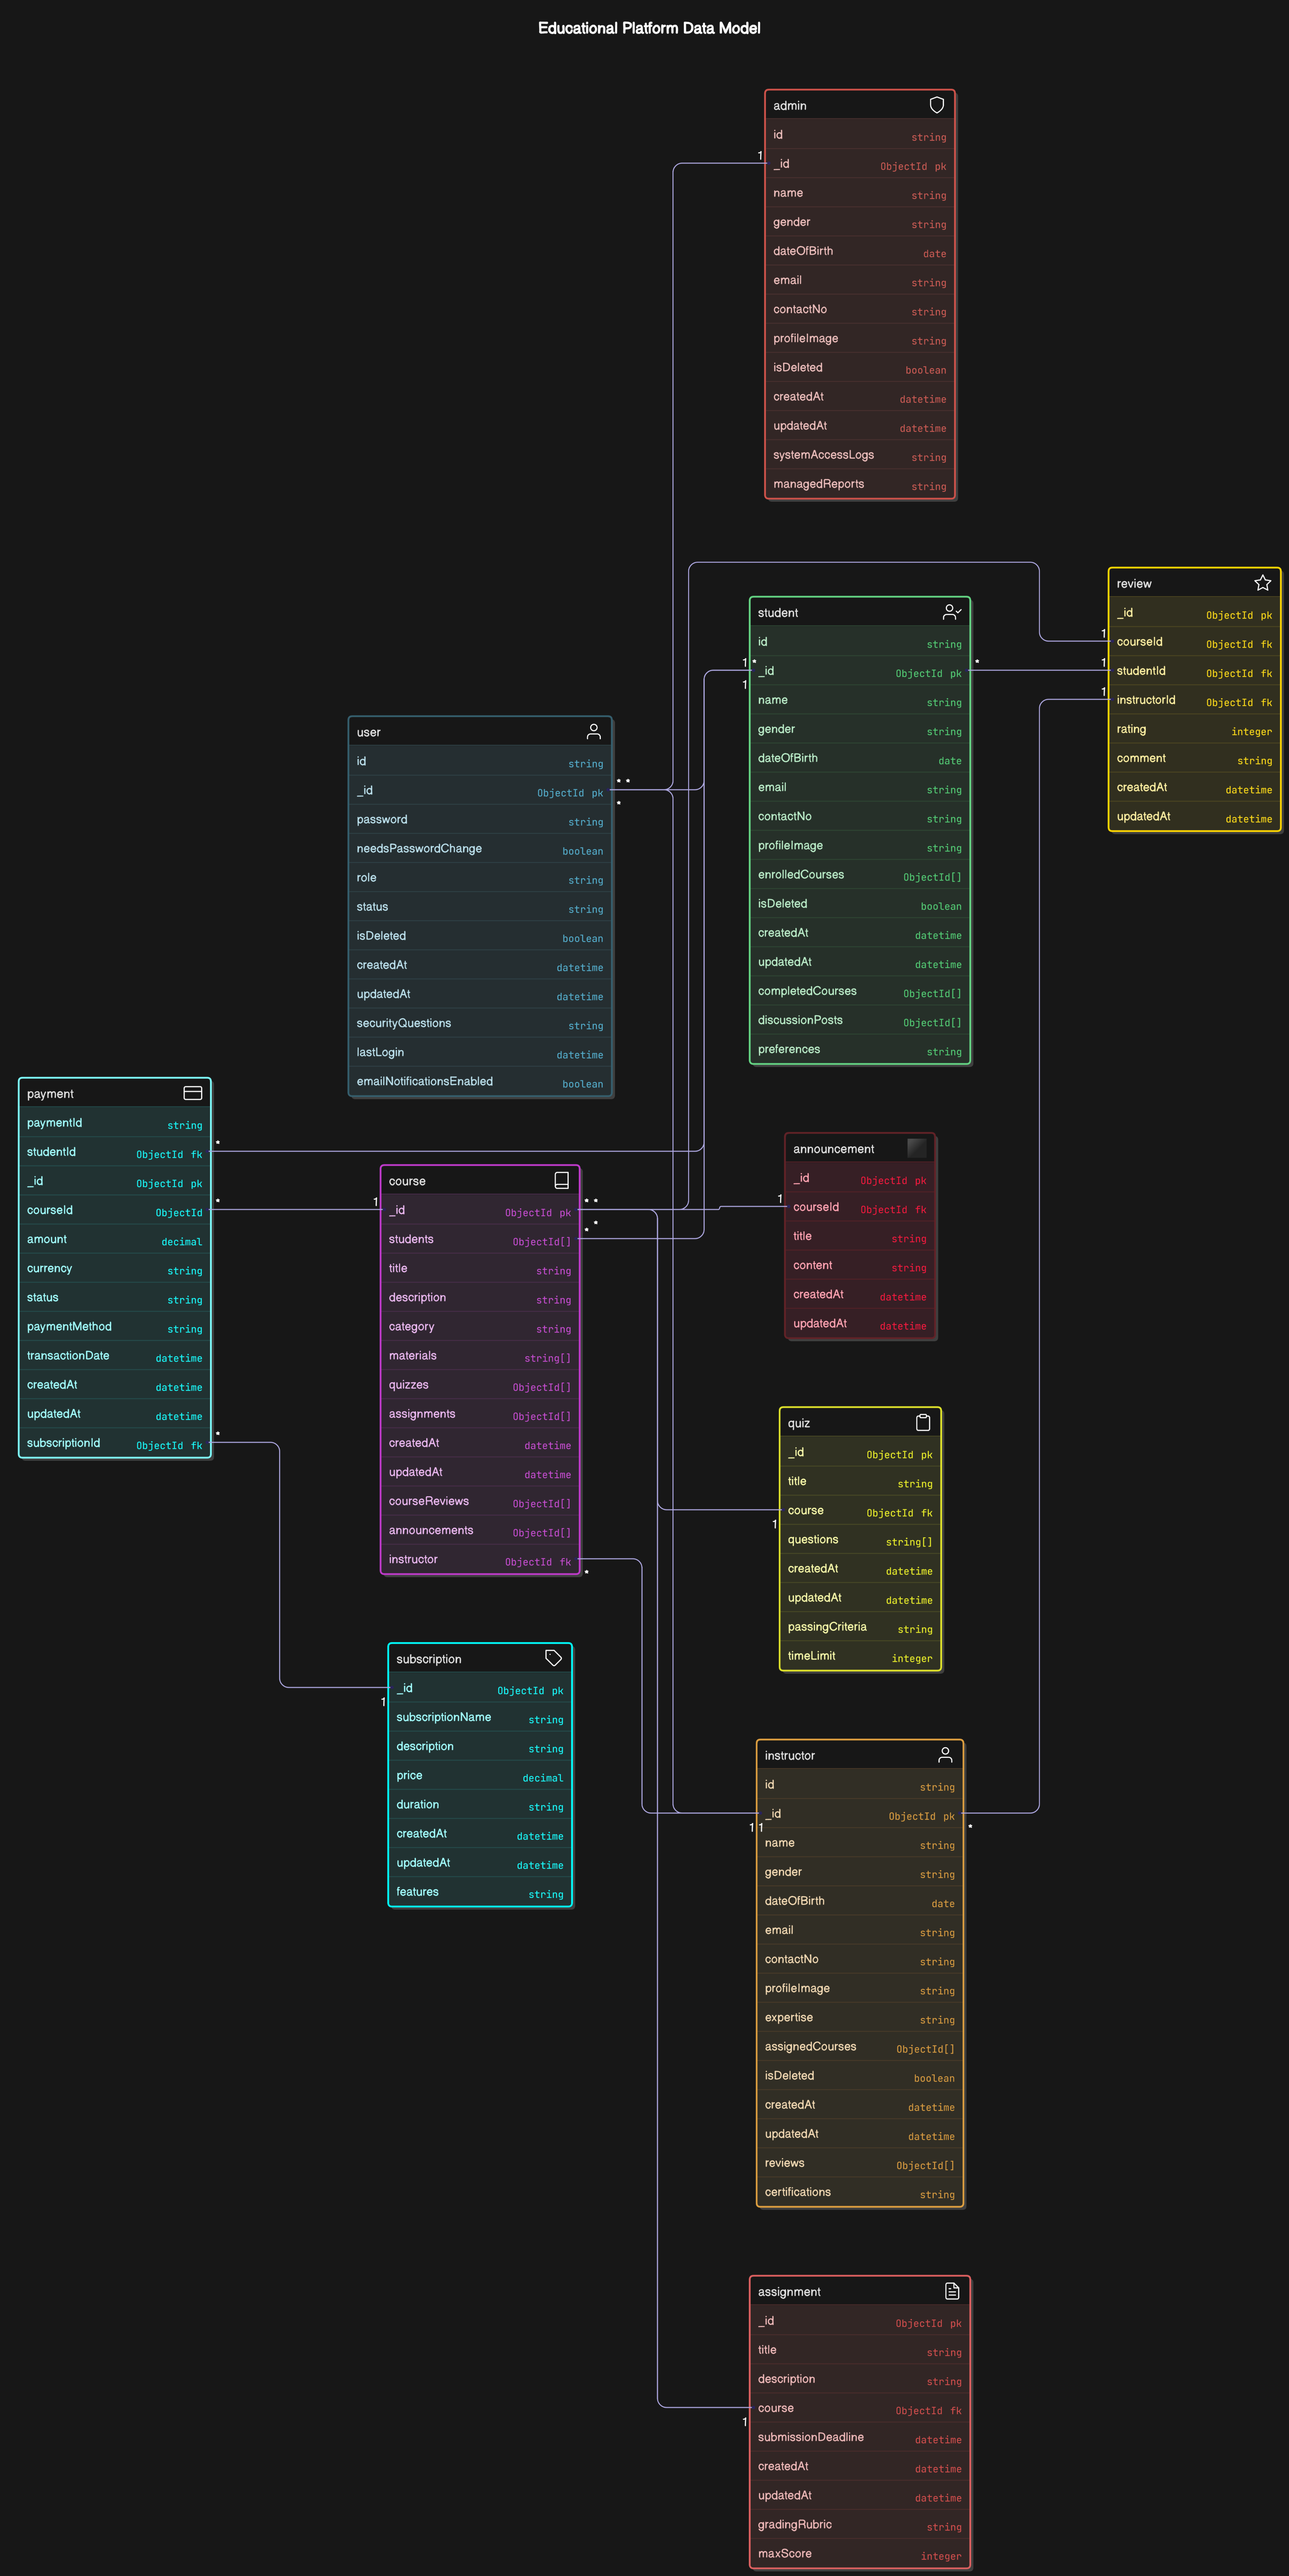 Educational Platform Data Model
admin
id string
1
_id ObjectId pk
name string
gender string
dateOfBirth date
email string
contactNo string
profileImage string
isDeleted boolean
createdAt datetime
updatedAt datetime
systemAccessLogs string
managedReports string
review
_id ObjectId pk
1
courseId ObjectId fk
1
studentId ObjectId fk
1
instructorId ObjectId fk
rating integer
comment string
createdAt datetime
updatedAt datetime
student
id string
1 * *
_id ObjectId pk
1
name string
gender string
dateOfBirth date
email string
contactNo string
profileImage string
enrolledCourses ObjectId[]
isDeleted boolean
createdAt datetime
updatedAt datetime
completedCourses ObjectId[]
discussionPosts ObjectId[]
preferences string
user
id string
* *
_id ObjectId pk
*
password string
needsPasswordChange boolean
role string
status string
isDeleted boolean
createdAt datetime
updatedAt datetime
securityQuestions string
lastLogin datetime
emailNotificationsEnabled boolean
payment
paymentId string
*
studentId ObjectId fk
_id ObjectId pk
*
courseId ObjectId
amount decimal
currency string
status string
paymentMethod string
transactionDate datetime
createdAt datetime
updatedAt datetime
*
subscriptionId ObjectId fk
course
1 * *
_id ObjectId pk
* *
students ObjectId[]
title string
description string
category string
materials string[]
quizzes ObjectId[]
assignments ObjectId[]
createdAt datetime
updatedAt datetime
courseReviews ObjectId[]
announcements ObjectId[]
instructor ObjectId fk
*
announcement
_id ObjectId pk
1
courseId ObjectId fk
title string
content string
createdAt datetime
updatedAt datetime
quiz
_id ObjectId pk
title string
course ObjectId fk
1
questions string[]
createdAt datetime
updatedAt datetime
passingCriteria string
timeLimit integer
subscription
_id ObjectId pk
1
subscriptionName string
description string
price decimal
duration string
createdAt datetime
updatedAt datetime
features string
instructor
id string
_id ObjectId pk
1 1 *
name string
gender string
dateOfBirth date
email string
contactNo string
profileImage string
expertise string
assignedCourses ObjectId[]
isDeleted boolean
createdAt datetime
updatedAt datetime
reviews ObjectId[]
certifications string
assignment
_id ObjectId pk
title string
description string
course ObjectId fk
1
submissionDeadline datetime
createdAt datetime
updatedAt datetime
gradingRubric string
maxScore integer